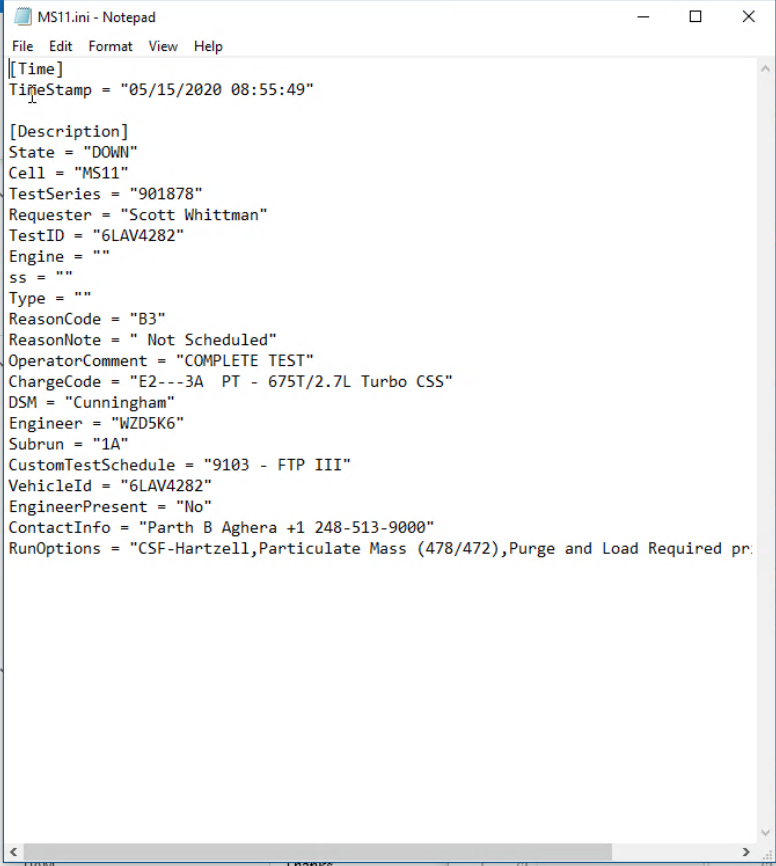 MS11.ini - Notepad
File Edit Format View Help
[Time]
TimeStamp = "05/15/2020 08:55:49"
[Description]
State = "DOWN"
Cell = "MS11"
TestSeries = "901878"
Requester = "Scott Whittman"
TestID = "6LAV4282"
Engine = ""
ss = ""
Type = ""
ReasonCode = "B3"
ReasonNote = " Not Scheduled"
OperatorComment = "COMPLETE TEST"
ChargeCode = "E2---3A  PT - 675T/2.7L Turbo CSS"
DSM = "Cunningham"
Engineer = "WZD5K6"
Subrun = "1A"
CustomTestSchedule = "9103 - FTP III"
VehicleId = "6LAV4282"
EngineerPresent = "No"
ContactInfo = "Parth B Aghera +1 248-513-9000"
RunOptions = "CSF-Hartzell,Particulate Mass (478/472),Purge and Load Required pr